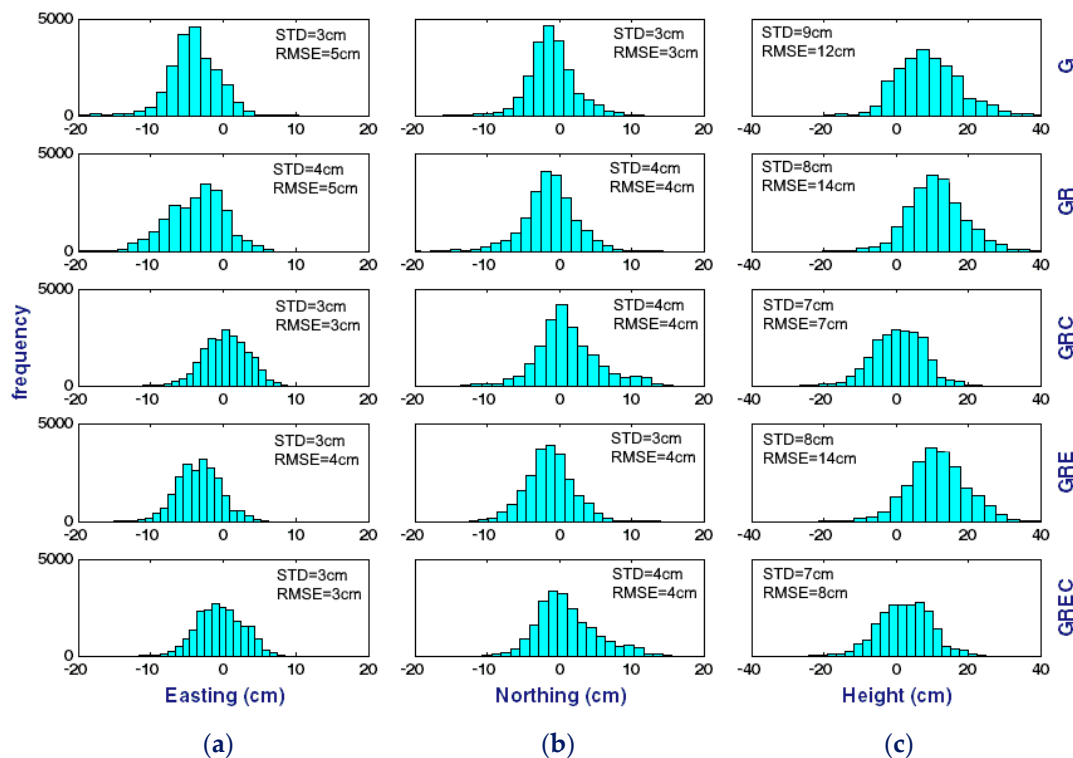 5000
0
STD=3cm
RMSE=5cm
-20 -10 0 10 20
STD=3cm
RMSE=3cm
-20 -10 0 10 20
STD=9cm
RMSE=12cm
-40 -20 0 20 40
G
5000
0
STD=4cm
RMSE=5cm
-20 -10 0 10 20
STD=4cm
RMSE=4cm
-20 -10 0 10 20
STD=8cm
RMSE=14cm
-40 -20 0 20 40
GR
frequency
5000
0
STD=3cm
RMSE=3cm
-20 -10 0 10 20
STD=4cm
RMSE=4cm
-20 -10 0 10 20
STD=7cm
RMSE=7cm
-40 -20 0 20 40
GRC
5000
0
STD=3cm
RMSE=4cm
-20 -10 0 10 20
STD=3cm
RMSE=4cm
-20 -10 0 10 20
STD=8cm
RMSE=14cm
-40 -20 0 20 40
GRE
5000
0
STD=3cm
RMSE=3cm
-20 -10 0 10 20
STD=4cm
RMSE=4cm
-20 -10 0 10 20
STD=7cm
RMSE=8cm
-40 -20 0 20 40
GREC
Easting (cm)
Northing (cm)
Height (cm)
(a)
(b)
(c)